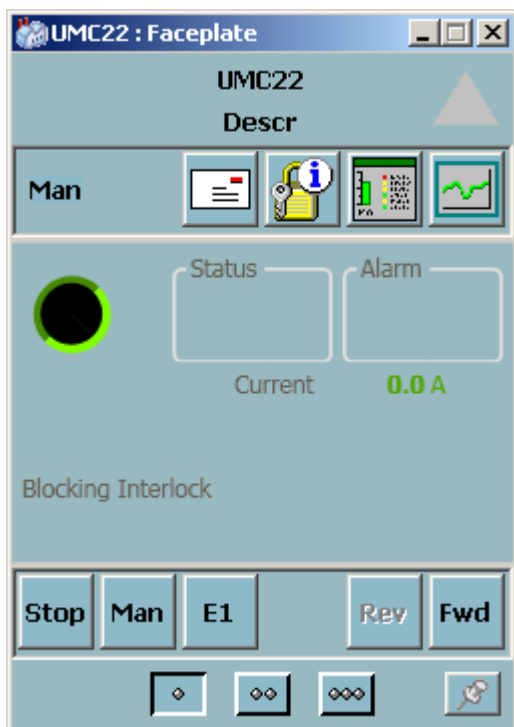 UMC22 : Faceplate
UMC22
Descr
Man
Status
Alarm
Current 0.0 A
Blocking Interlock
Stop Man E1 Rev Fwd